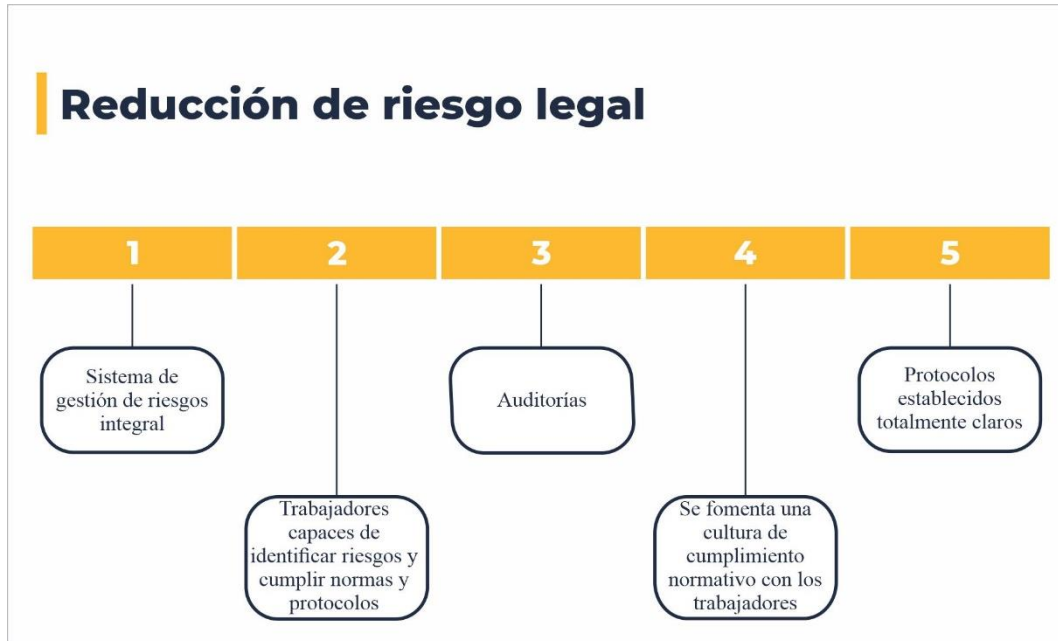 Reducción de riesgo legal
1
2
3
4
5
Sistema de
gestión de riesgos
integral
Trabajadores
capaces de
identificar riesgos y
cumplir normas y
protocolos
Auditorías
Se fomenta una
cultura de
cumplimiento
normativo con los
trabajadores
Protocolos
establecidos
totalmente claros